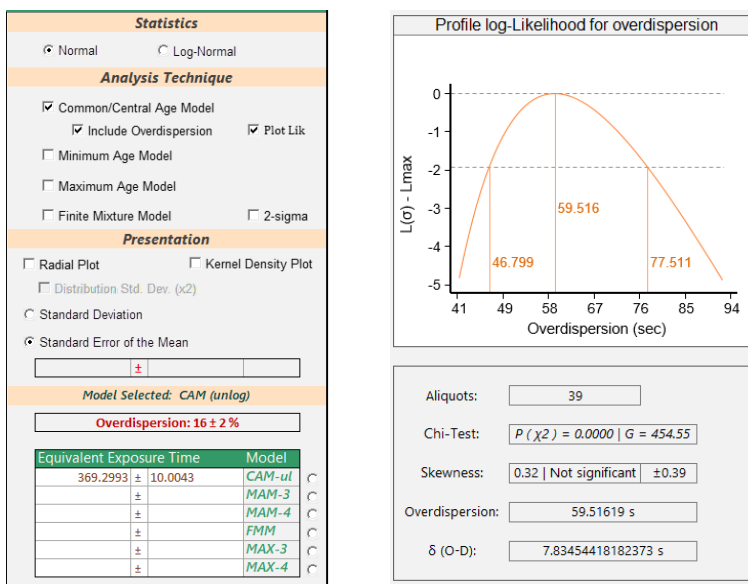 Statistics
Normal Log-Normal
Analysis Technique
Common/Central Age Model
Include Overdispersion Plot Lik
Minimum Age Model
Maximum Age Model
Finite Mixture Model 2-sigma
Presentation
Radial Plot Kernel Density Plot
Distribution Std. Dev. (x2)
Standard Deviation
Standard Error of the Mean
±
Model Selected: CAM (unlog)
Overdispersion: 16 ± 2 %
Equivalent Exposure Time Model
369.2993 ± 10.0043 CAM-ul
± MAM-3
± MAM-4
± FMM
± MAX-3
± MAX-4
Profile log-Likelihood for overdispersion
L(σ) - Lmax
0
-1
-2
-3
-4
-5
59.516
46.799 77.511
41 49 58 67 76 85 94
Overdispersion (sec)
Aliquots: 39
Chi-Test: P ( χ2 ) = 0.0000 | G = 454.55
Skewness: 0.32 | Not significant ±0.39
Overdispersion: 59.51619 s
δ (O-D): 7.83454418182373 s